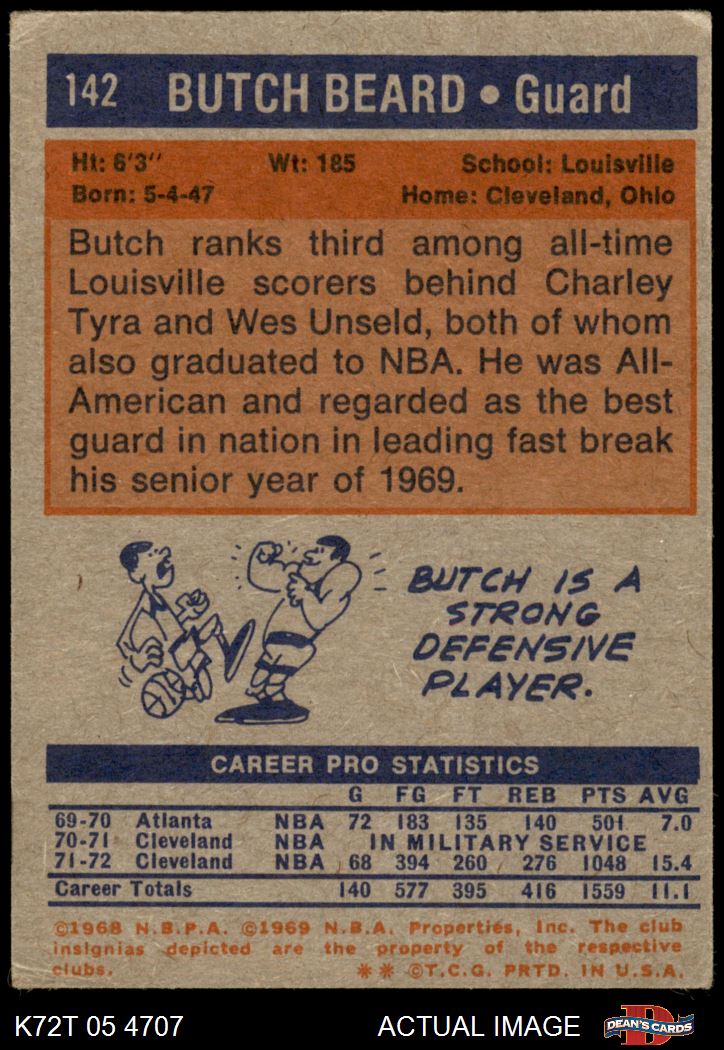 142 BUTCH BEARD • Guard
Ht: 6'3" Wt: 185 School: Louisville
Born: 5-4-47 Home: Cleveland, Ohio
Butch ranks third among all-time
Louisville scorers behind Charley
Tyra and Wes Unseld, both of whom
also graduated to NBA. He was All-
American and regarded as the best
guard in nation in leading fast break
his senior year of 1969.
BUTCH IS A
STRONG
DEFENSIVE
PLAYER.
CAREER PRO STATISTICS
G FG FT REB PTS AVG
69-70 Atlanta NBA 72 183 135 140 501 7.0
70-71 Cleveland NBA IN MILITARY SERVICE
71-72 Cleveland NBA 68 394 260 276 1048 15.4
Career Totals 140 577 395 416 1559 11.1
©1968 N.B.P.A. ©1969 N.B.A. Properties, Inc. The club
insignias depicted are the property of the respective
clubs. ** ©T.C.G. PRTD. IN U.S.A.
K72T 05 4707 ACTUAL IMAGE D DEAN'S CARDS